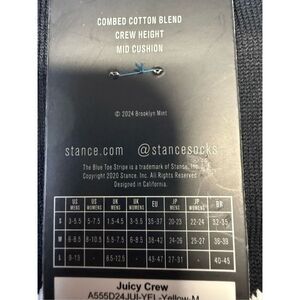 COMBED COTTON BLEND
CREW HEIGHT
MID CUSHION
© 2024 Brooklyn Mint
stance.com @stancesocks
The Blue Toe Stripe is a trademark of Stance, Inc.
Copyright 2020 Stance, Inc. All Rights Reserved.
Designed in California.
US MENS US WOMENS UK MENS UK WOMENS EU JP MENS JP WOMENS BR
S 3-5.5 5-7.5 1.5-4.5 3-5.5 35-37 20-23 22-24 32-35
M 6-8.5 8-10.5 5.5-7.5 6-8 38-42 24-26 25-27 36-39
L 9-13 - 8.5-12.5 - 43-47 27-31 - 40-45
Juicy Crew
A555D24JUI-YEL-Yellow-M